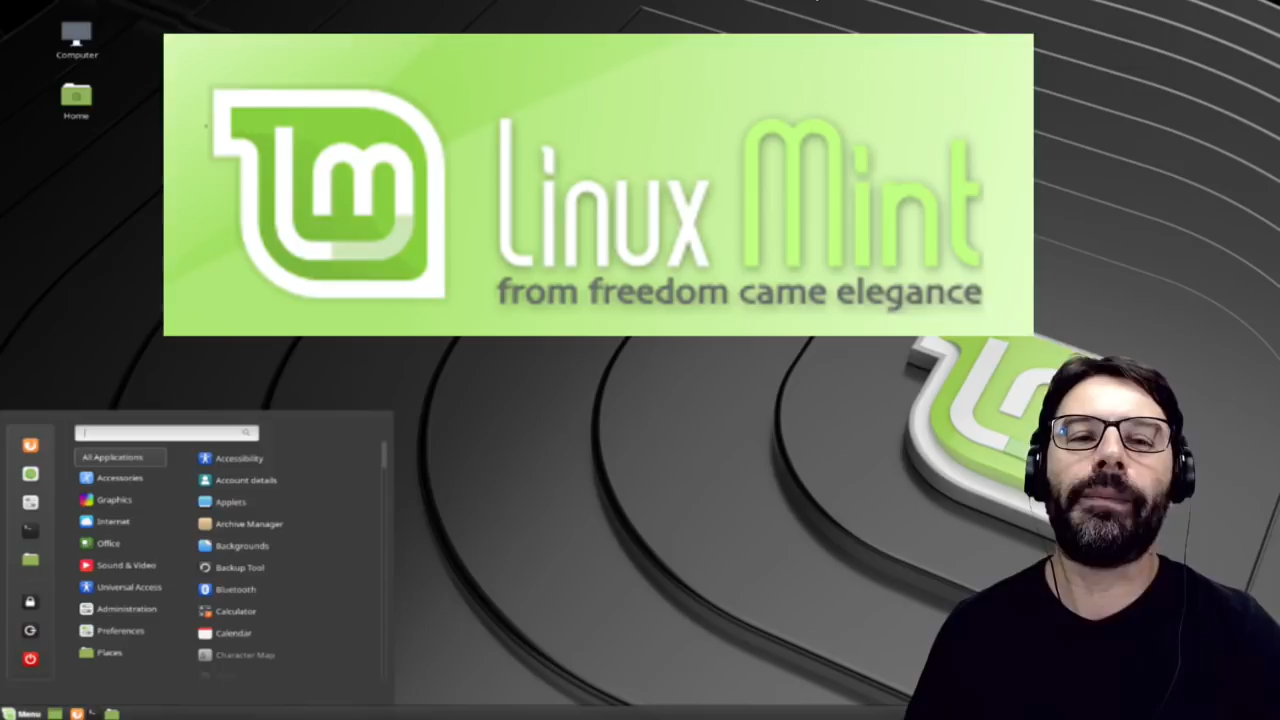 Computer
Home
Lm
Linux Mint
from freedom came elegance
All Applications
Accessories
Graphics
Internet
Office
Sound & Video
Universal Access
Administration
Preferences
Places
Accessibility
Account details
Applets
Archive Manager
Backgrounds
Backup Tool
Bluetooth
Calculator
Calendar
Character Map
Menu